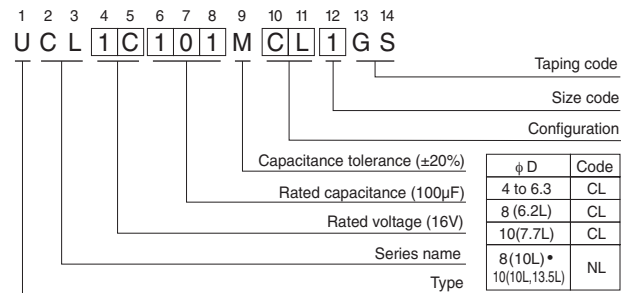 1 2 3 4 5 6 7 8 9 10 11 12 13 14
U C L 1 C 1 0 1 M C L 1 G S
Taping code
Size code
Configuration
Capacitance tolerance (±20%)
Rated capacitance (100µF)
Rated voltage (16V)
Series name
Type
ϕ D Code
4 to 6.3 CL
8 (6.2L) CL
10(7.7L) CL
8(10L) •
10(10L,13.5L) NL